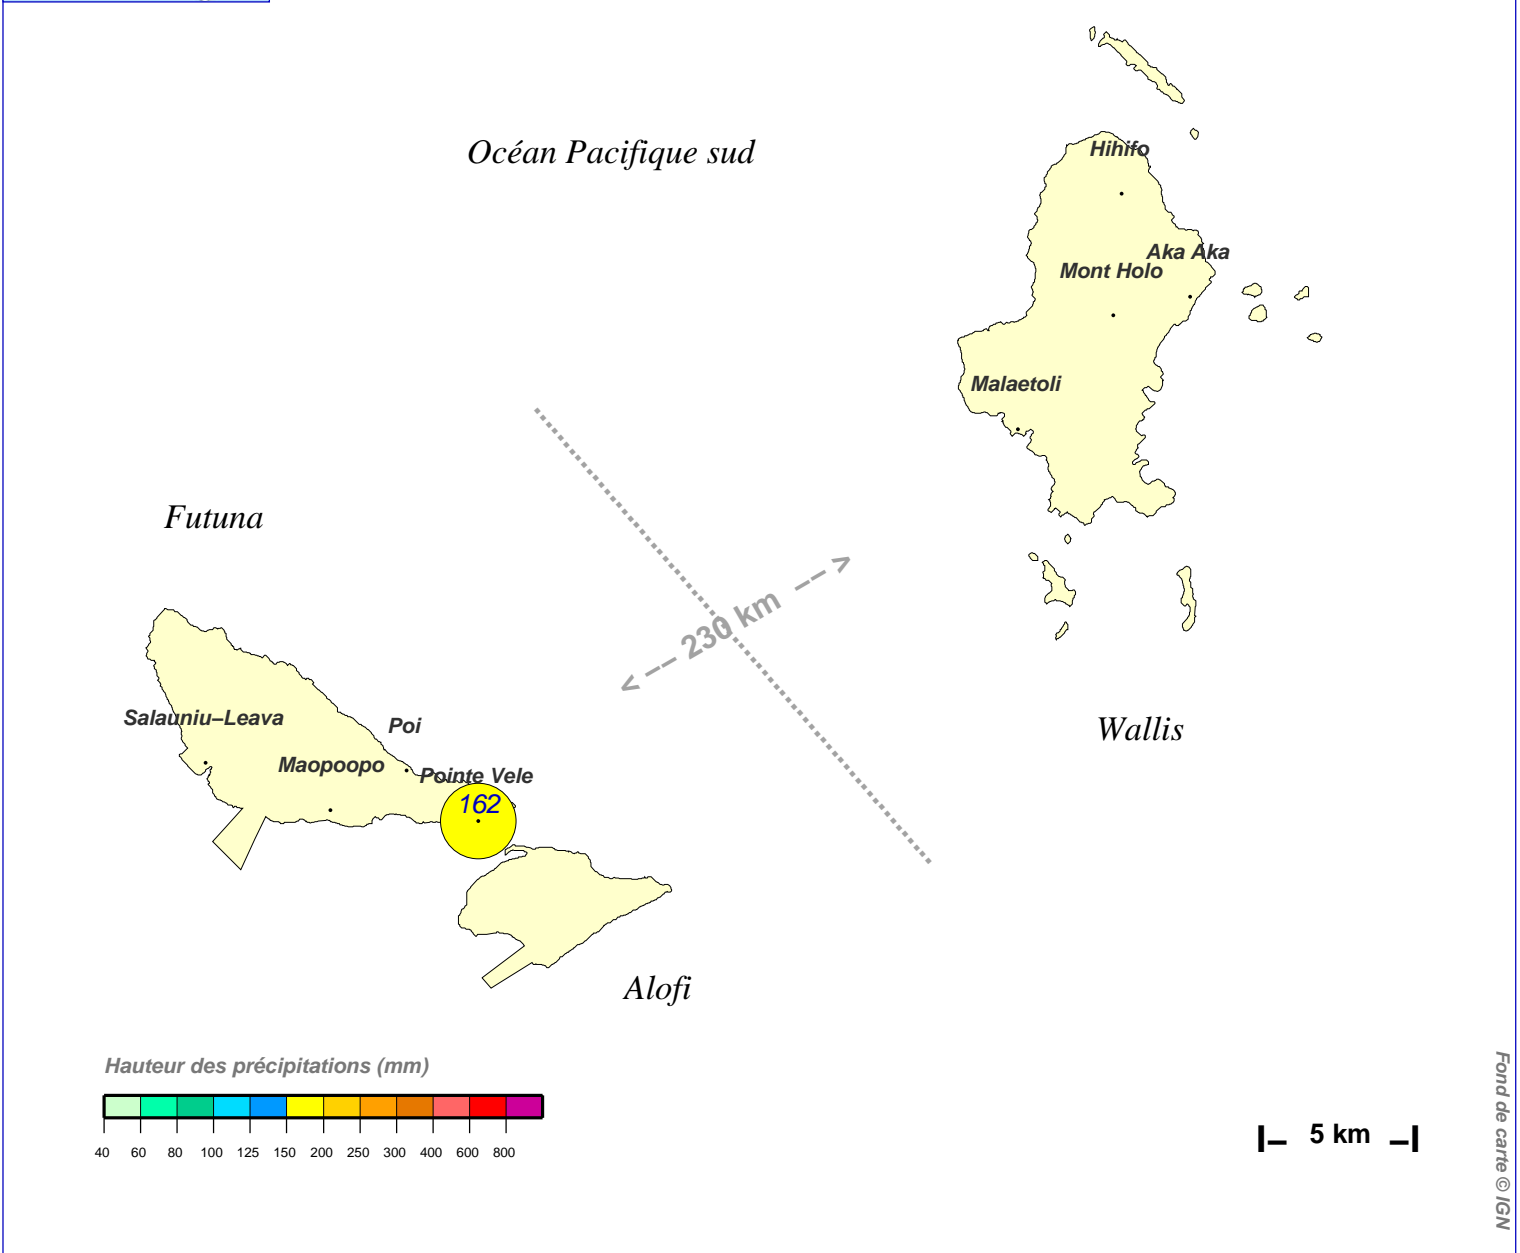 Océan Pacifique sud
Hihifo
Aka Aka
Mont Holo
Malaetoli
Futuna
230 km
Wallis
Salauniu–Leava
Poi
Maopoopo
Pointe Vele
162
Alofi
Hauteur des précipitations (mm)
40 60 80 100 125 150 200 250 300 400 600 800
5 km
Fond de carte © IGN